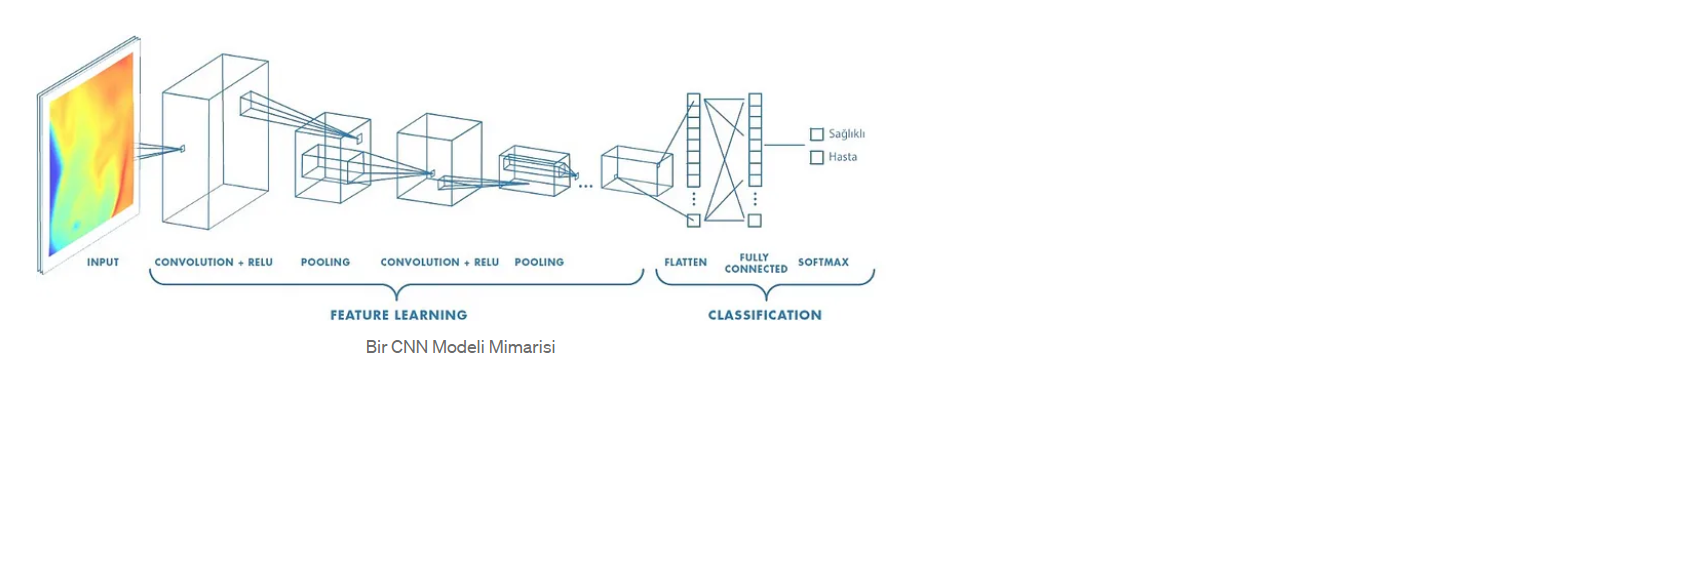 Sağlıklı
Hasta
INPUT
CONVOLUTION + RELU
POOLING
CONVOLUTION + RELU
POOLING
FLATTEN
FULLY
CONNECTED
SOFTMAX
FEATURE LEARNING
CLASSIFICATION
Bir CNN Modeli Mimarisi